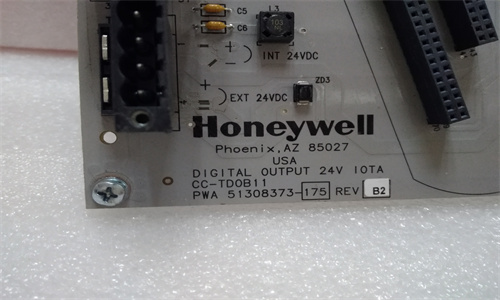 C5
L3
C6
103
INT 24VDC
ZD3
EXT 24VDC
Honeywell
Phoenix, AZ 85027
USA
DIGITAL OUTPUT 24V IOTA
CC-TDOB11
PWA 51308373-175 REV B2